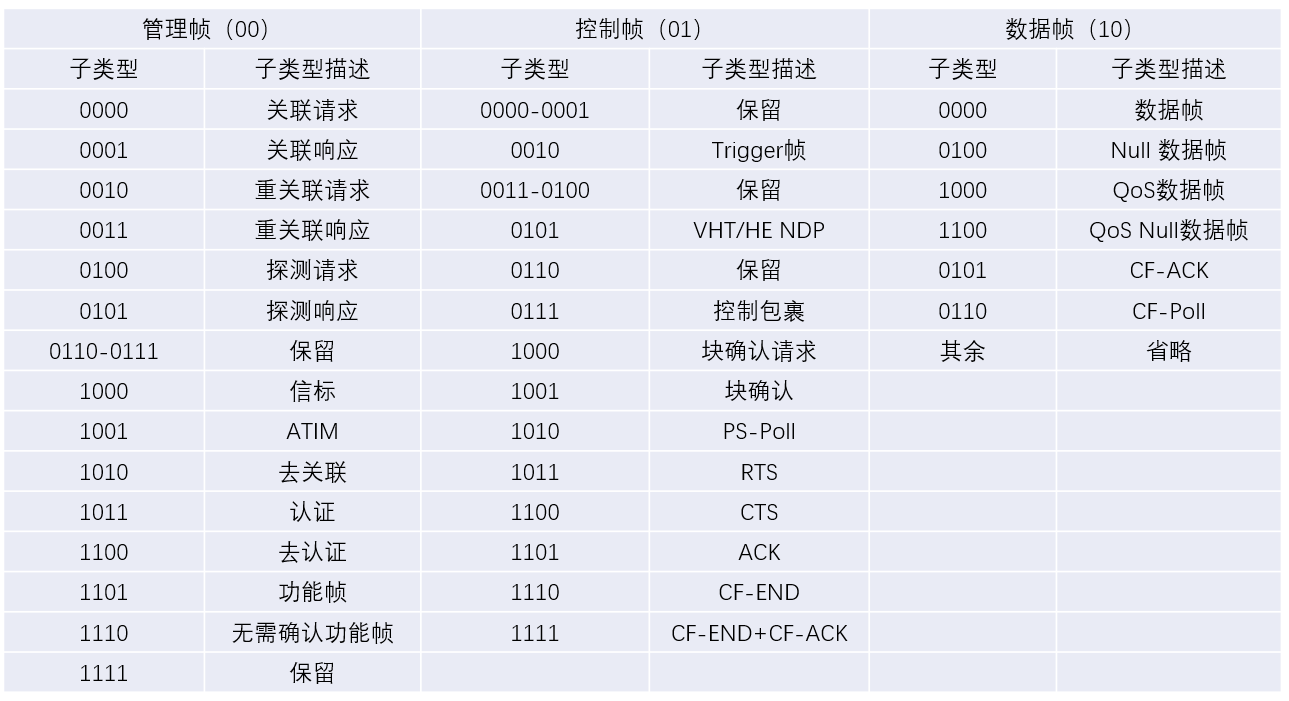 管理帧（00） 控制帧（01） 数据帧（10）
子类型 子类型描述 子类型 子类型描述 子类型 子类型描述
0000 关联请求 0000-0001 保留 0000 数据帧
0001 关联响应 0010 Trigger帧 0100 Null 数据帧
0010 重关联请求 0011-0100 保留 1000 QoS数据帧
0011 重关联响应 0101 VHT/HE NDP 1100 QoS Null数据帧
0100 探测请求 0110 保留 0101 CF-ACK
0101 探测响应 0111 控制包裹 0110 CF-Poll
0110-0111 保留 1000 块确认请求 其余 省略
1000 信标 1001 块确认
1001 ATIM 1010 PS-Poll
1010 去关联 1011 RTS
1011 认证 1100 CTS
1100 去认证 1101 ACK
1101 功能帧 1110 CF-END
1110 无需确认功能帧 1111 CF-END+CF-ACK
1111 保留